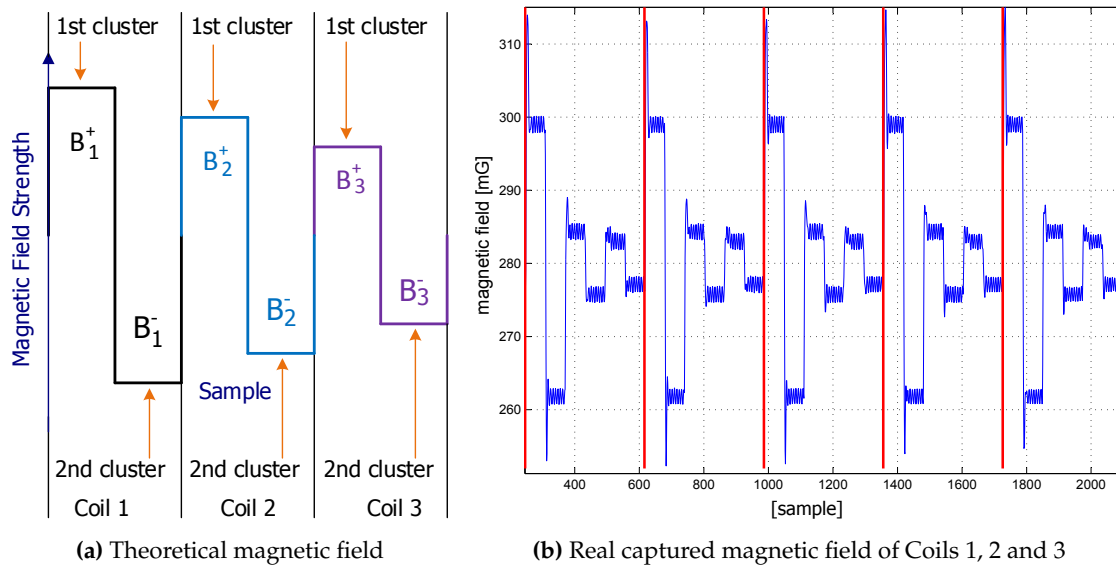 1st cluster
1st cluster
1st cluster
Magnetic Field Strength
B₁⁺
B₂⁺
B₃⁺
B₁⁻
B₂⁻
B₃⁻
Sample
2nd cluster
2nd cluster
2nd cluster
Coil 1
Coil 2
Coil 3
(a) Theoretical magnetic field
magnetic field [mG]
310
300
290
280
270
260
400 600 800 1000 1200 1400 1600 1800 2000
[sample]
(b) Real captured magnetic field of Coils 1, 2 and 3